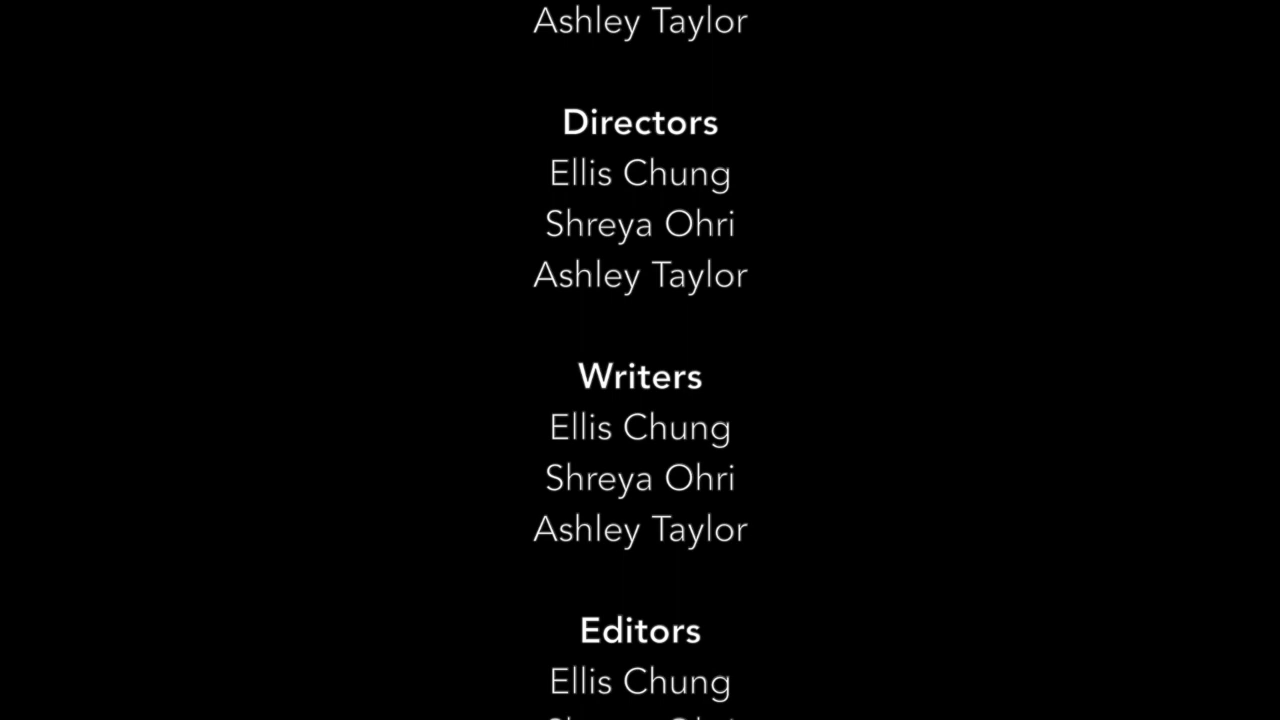 Ashley Taylor
Directors
Ellis Chung
Shreya Ohri
Ashley Taylor
Writers
Ellis Chung
Shreya Ohri
Ashley Taylor
Editors
Ellis Chung